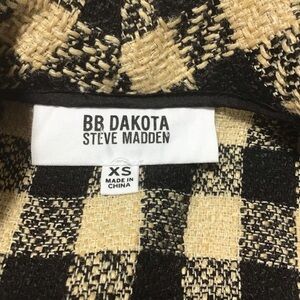 BB DAKOTA
STEVE MADDEN
XS
MADE IN
CHINA